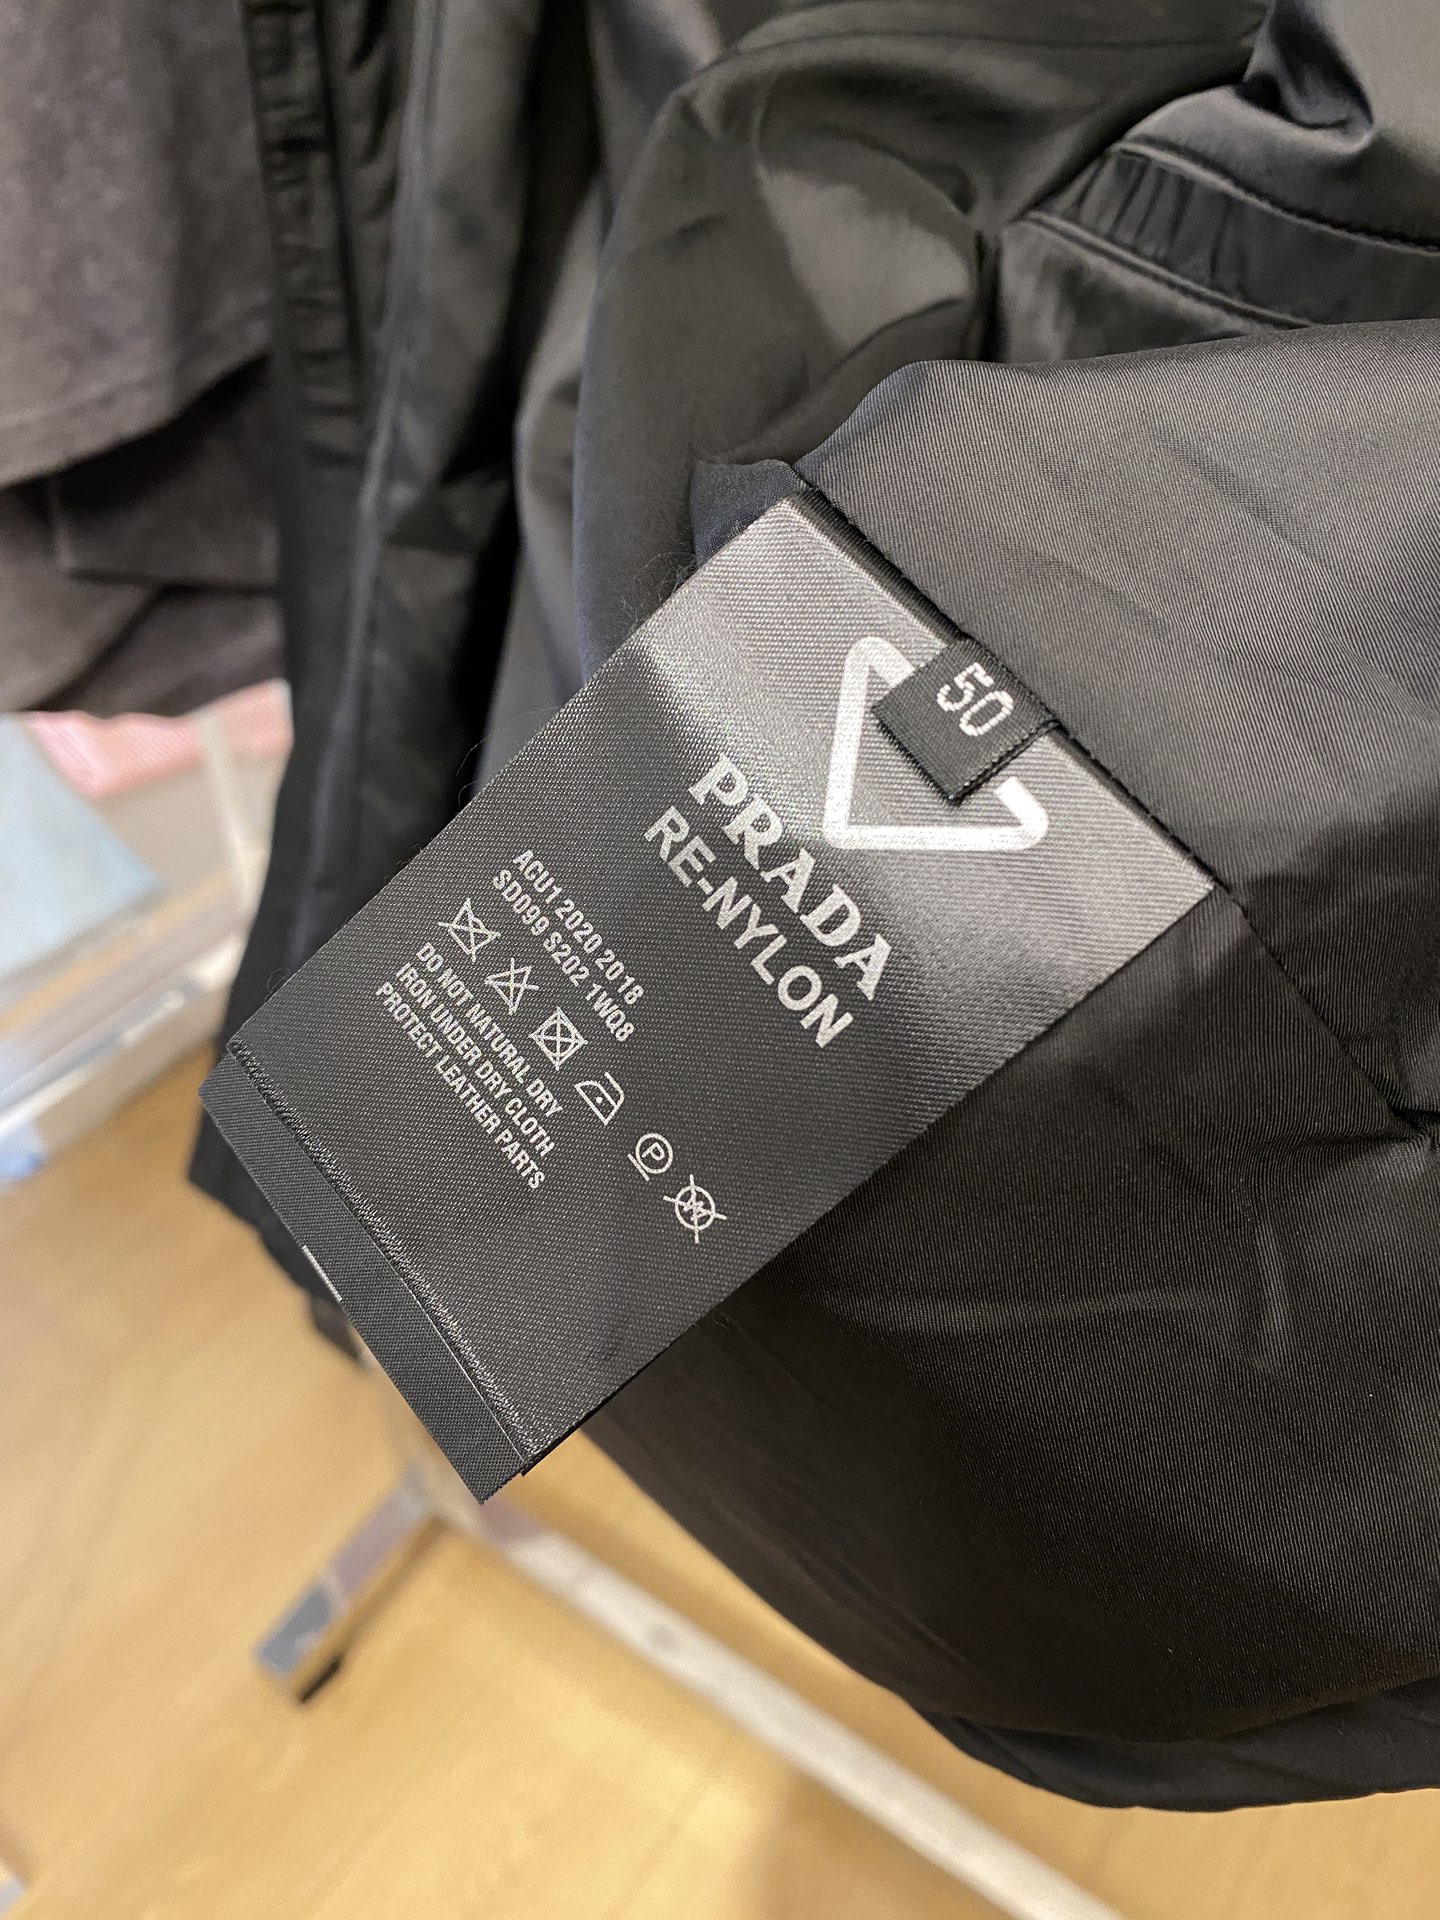 50
PRADA
RE-NYLON
ACU1 2020 2018
SD099 S202 1WQ8
P
W
DO NOT NATURAL DRY
IRON UNDER DRY CLOTH
PROTECT LEATHER PARTS